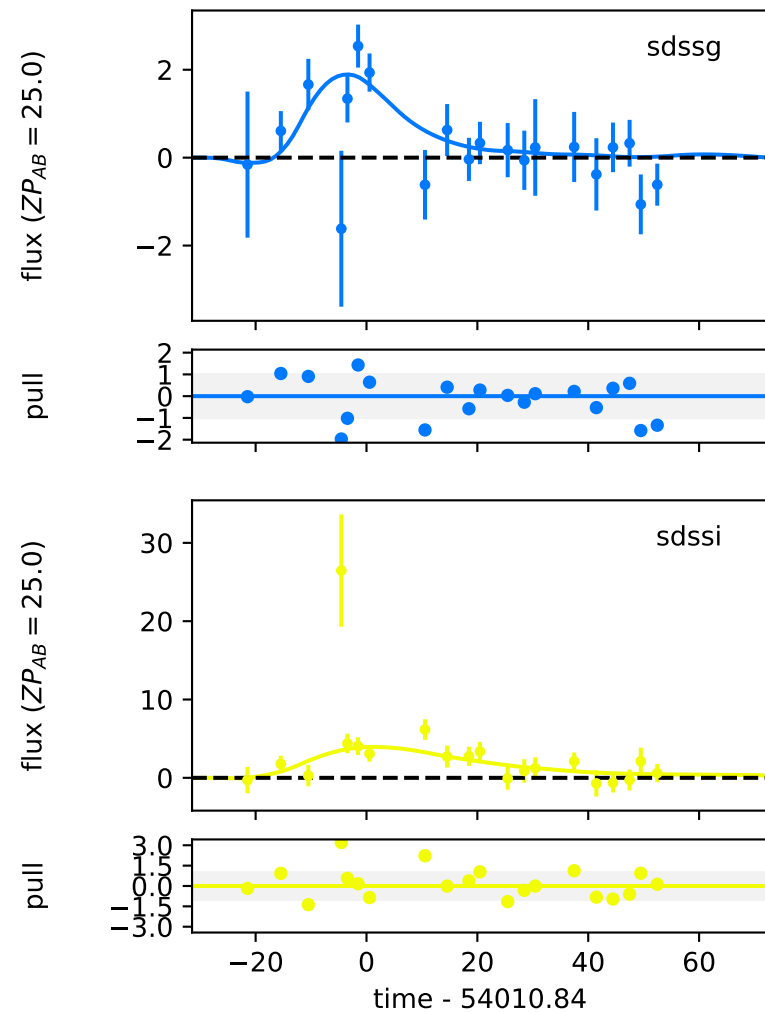 sdssg
flux ($ZP_{AB} = 25.0$)
2
0
−2
pull
2
1
0
−1
−2
sdssi
flux ($ZP_{AB} = 25.0$)
30
20
10
0
pull
3.0
1.5
0.0
−1.5
−3.0
−20 0 20 40 60
time - 54010.84